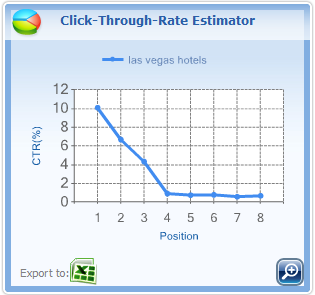 Click-Through-Rate Estimator
las vegas hotels
12
10
8
6
4
2
0
CTR(%)
1 2 3 4 5 6 7 8
Position
Export to: